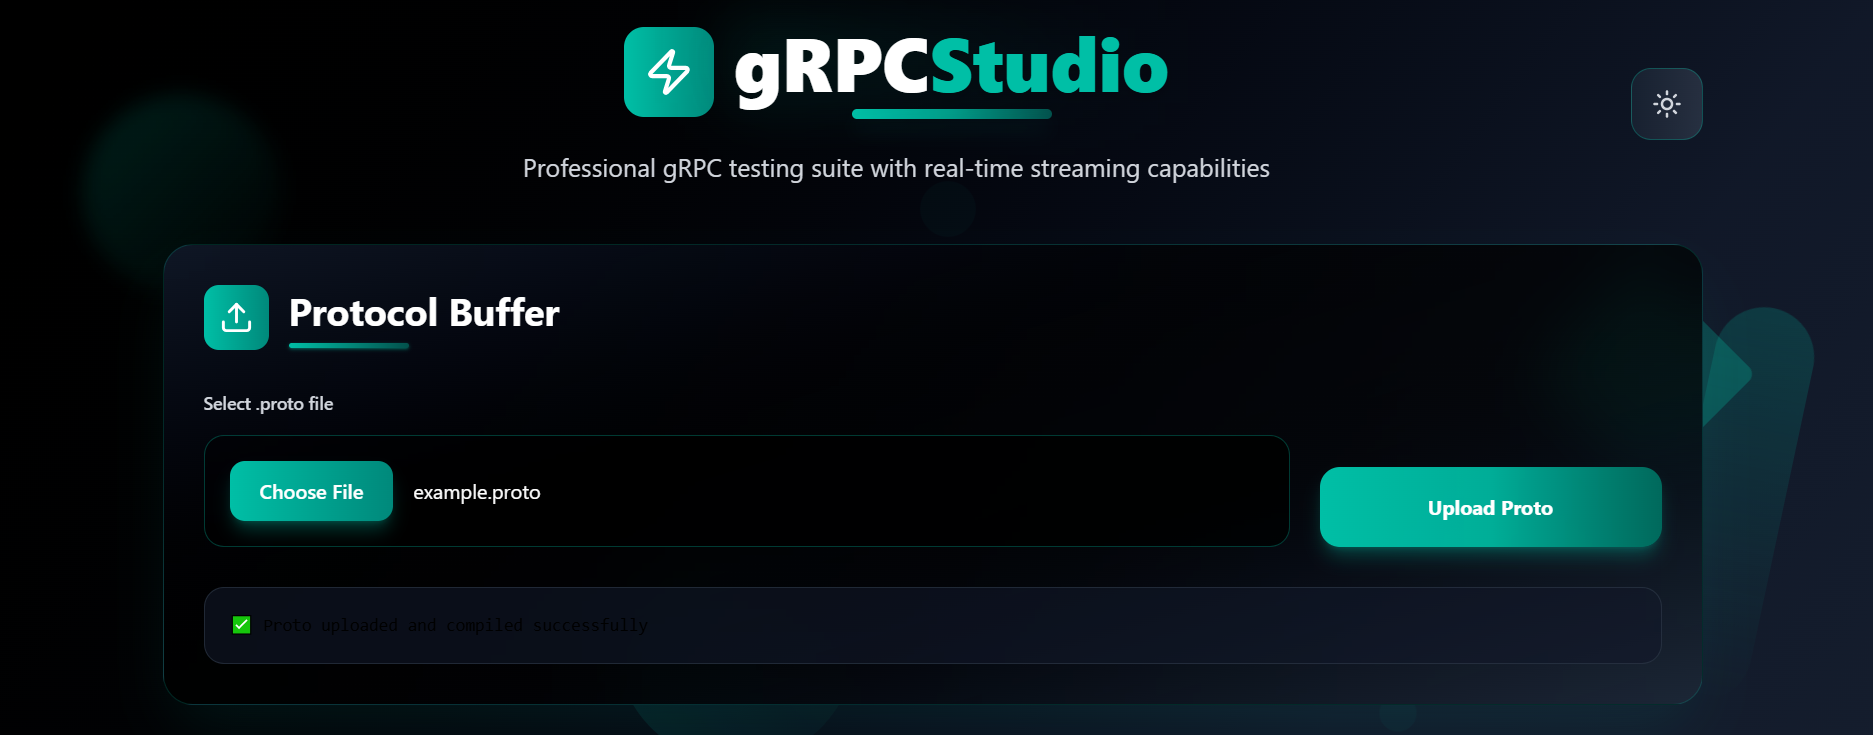 gRPCStudio
Professional gRPC testing suite with real-time streaming capabilities
Protocol Buffer
Select .proto file
Choose File example.proto
Upload Proto
✅ Proto uploaded and compiled successfully